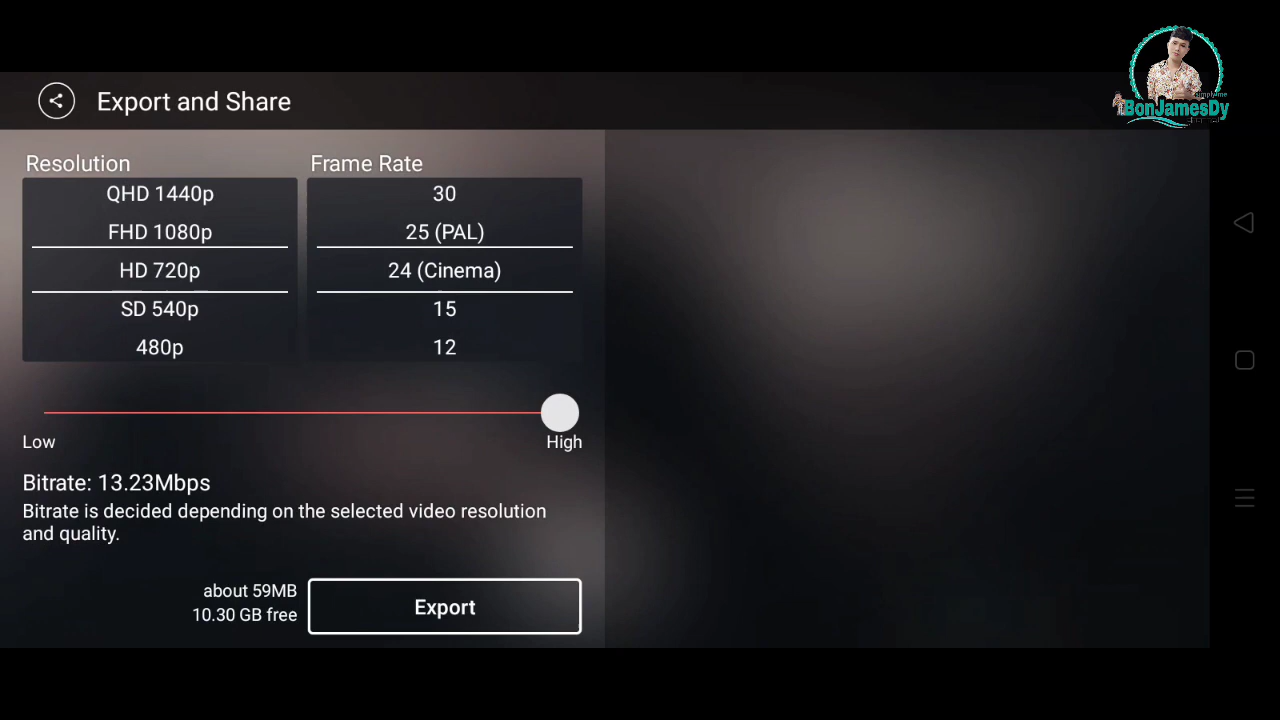 Export and Share
simply me
BonJamesDy
Resolution
QHD 1440p
FHD 1080p
HD 720p
SD 540p
480p
Frame Rate
30
25 (PAL)
24 (Cinema)
15
12
Low
High
Bitrate: 13.23Mbps
Bitrate is decided depending on the selected video resolution
and quality.
about 59MB
10.30 GB free
Export